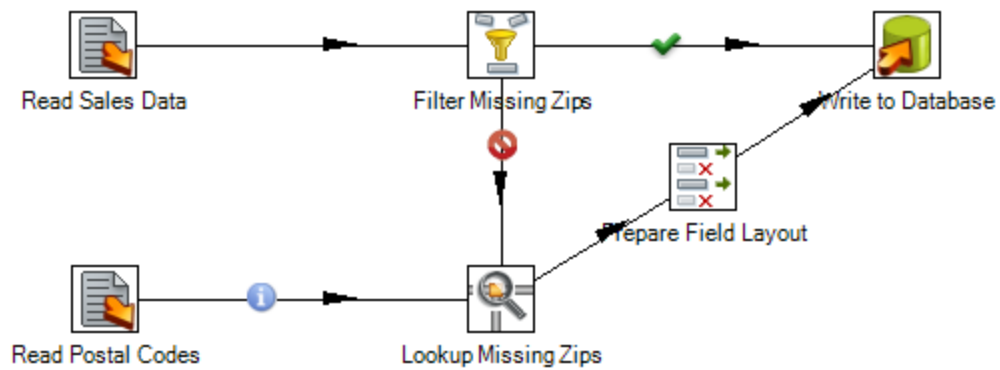 Read Sales Data
Filter Missing Zips
Write to Database
Prepare Field Layout
Read Postal Codes
Lookup Missing Zips